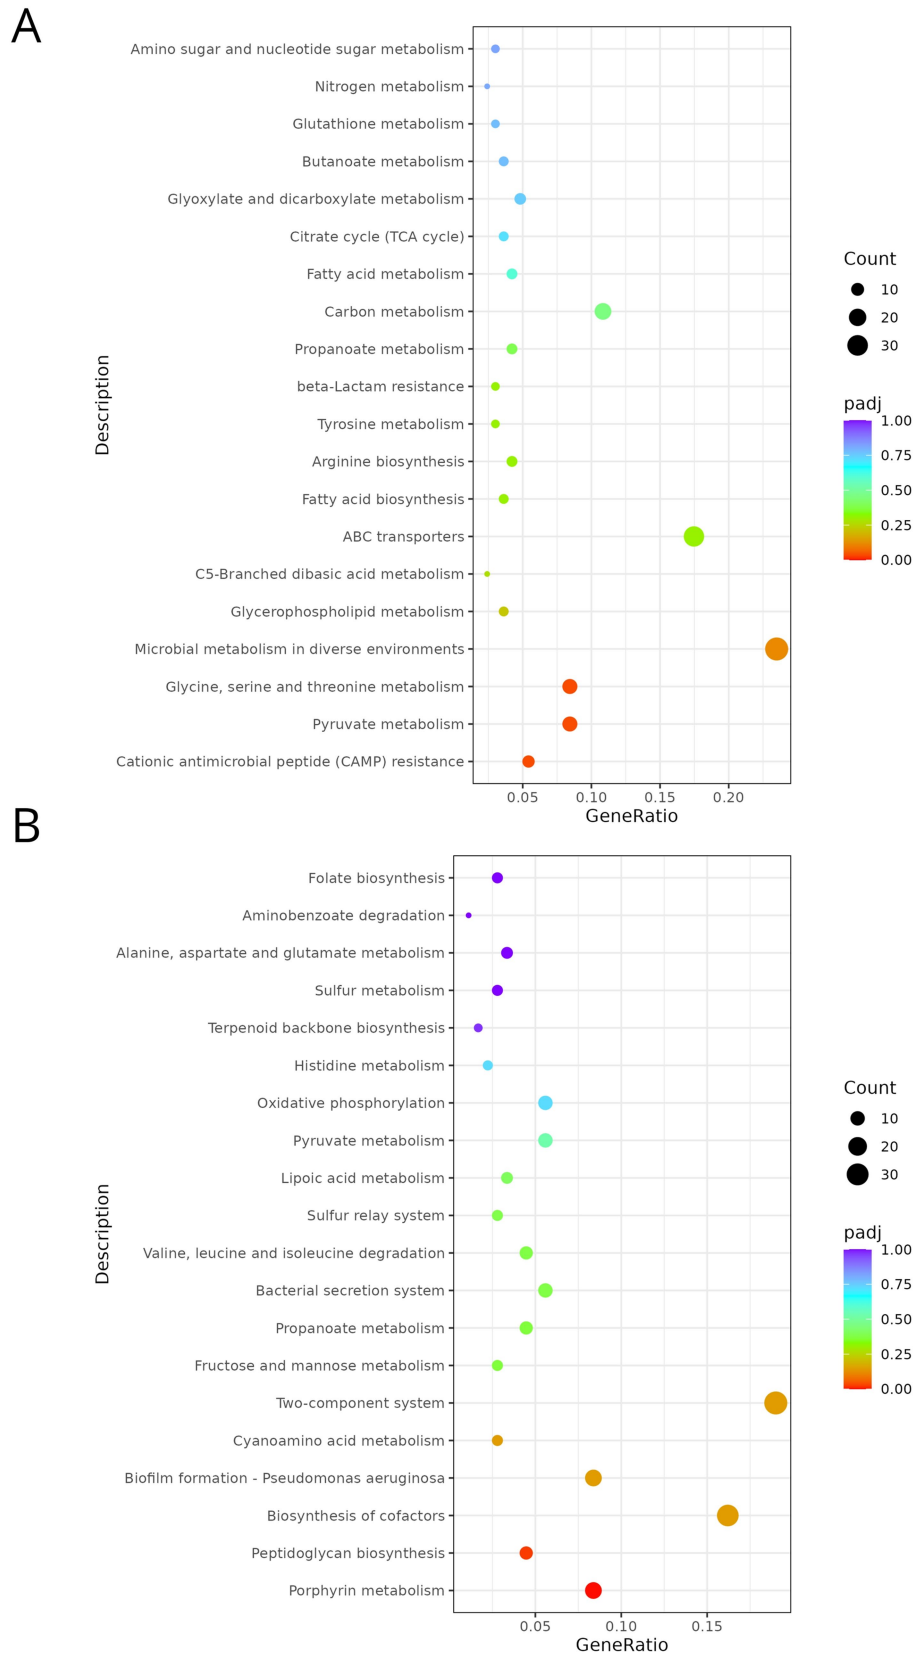 A
Amino sugar and nucleotide sugar metabolism
Nitrogen metabolism
Glutathione metabolism
Butanoate metabolism
Glyoxylate and dicarboxylate metabolism
Citrate cycle (TCA cycle)
Fatty acid metabolism
Carbon metabolism
Propanoate metabolism
beta-Lactam resistance
Tyrosine metabolism
Arginine biosynthesis
Fatty acid biosynthesis
ABC transporters
C5-Branched dibasic acid metabolism
Glycerophospholipid metabolism
Microbial metabolism in diverse environments
Glycine, serine and threonine metabolism
Pyruvate metabolism
Cationic antimicrobial peptide (CAMP) resistance
Description
0.05 0.10 0.15 0.20
GeneRatio
Count
10
20
30
padj
1.00
0.75
0.50
0.25
0.00
B
Folate biosynthesis
Aminobenzoate degradation
Alanine, aspartate and glutamate metabolism
Sulfur metabolism
Terpenoid backbone biosynthesis
Histidine metabolism
Oxidative phosphorylation
Pyruvate metabolism
Lipoic acid metabolism
Sulfur relay system
Valine, leucine and isoleucine degradation
Bacterial secretion system
Propanoate metabolism
Fructose and mannose metabolism
Two-component system
Cyanoamino acid metabolism
Biofilm formation - Pseudomonas aeruginosa
Biosynthesis of cofactors
Peptidoglycan biosynthesis
Porphyrin metabolism
Description
0.05 0.10 0.15
GeneRatio
Count
10
20
30
padj
1.00
0.75
0.50
0.25
0.00